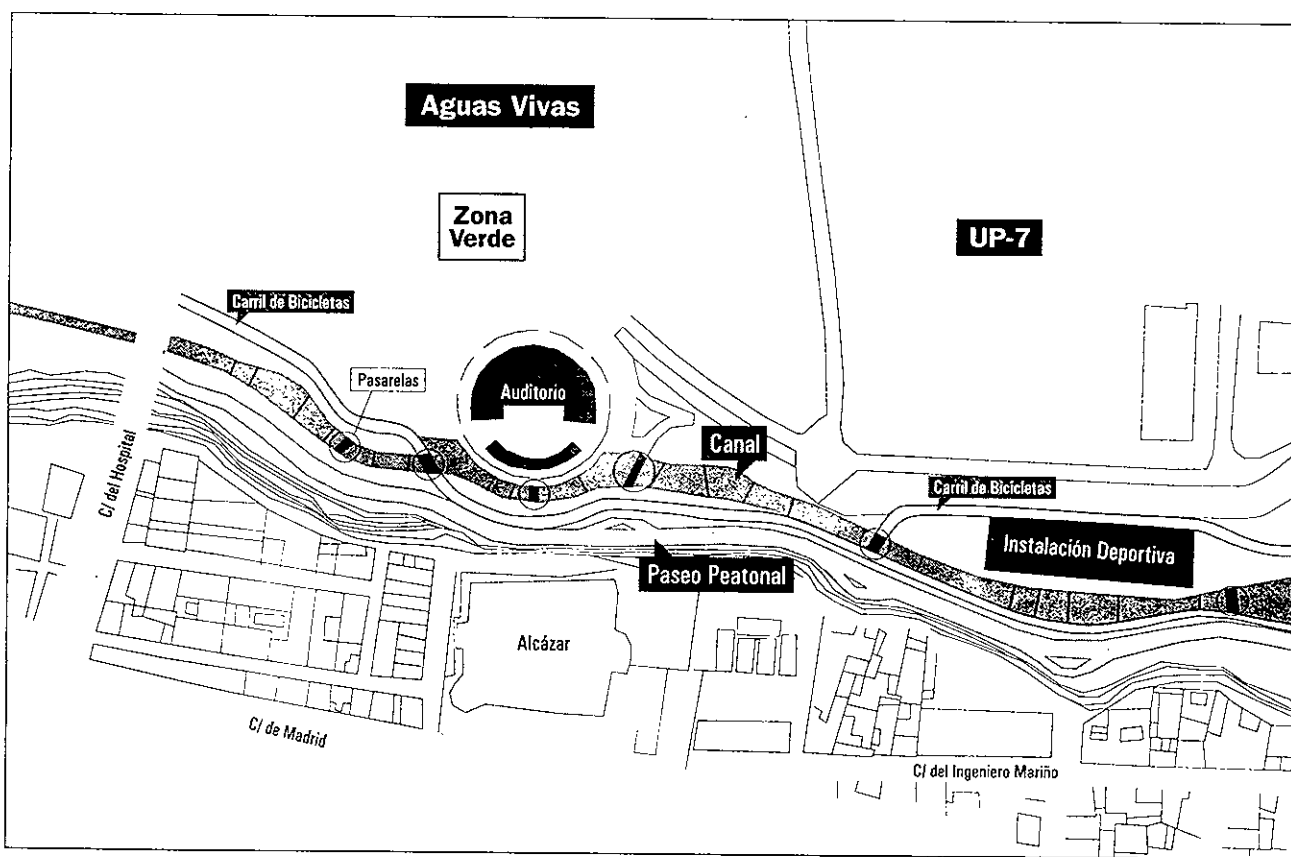 Aguas Vivas
Zona
Verde
UP-7
Carril de Bicicletas
Pasarelas
Auditorio
Canal
Carril de Bicicletas
C/ del Hospital
Instalación Deportiva
Paseo Peatonal
Alcázar
C/ de Madrid
C/ del Ingeniero Mariño